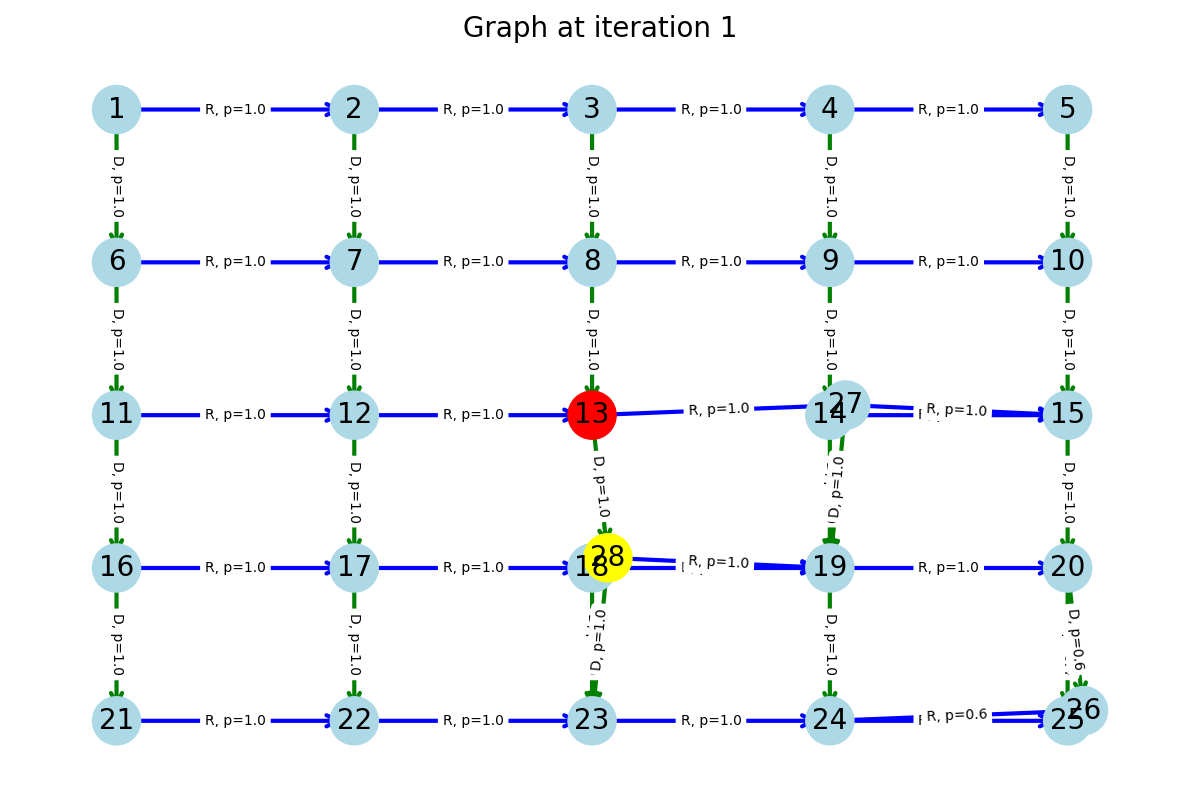 Graph at iteration 1
1 R, p=1.0 2 R, p=1.0 3 R, p=1.0 4 R, p=1.0 5
D, p=1.0 D, p=1.0 D, p=1.0 D, p=1.0 D, p=1.0
6 R, p=1.0 7 R, p=1.0 8 R, p=1.0 9 R, p=1.0 10
D, p=1.0 D, p=1.0 D, p=1.0 D, p=1.0 D, p=1.0
11 R, p=1.0 12 R, p=1.0 13 R, p=1.0 14 27 R, p=1.0 15
D, p=1.0 D, p=1.0 D, p=1.0 D, p=1.0 D, p=1.0
16 R, p=1.0 17 R, p=1.0 18 28 R, p=1.0 19 R, p=1.0 20
D, p=1.0 D, p=1.0 D, p=1.0 D, p=1.0 D, p=0.6
21 R, p=1.0 22 R, p=1.0 23 R, p=1.0 24 R, p=0.6 25 26